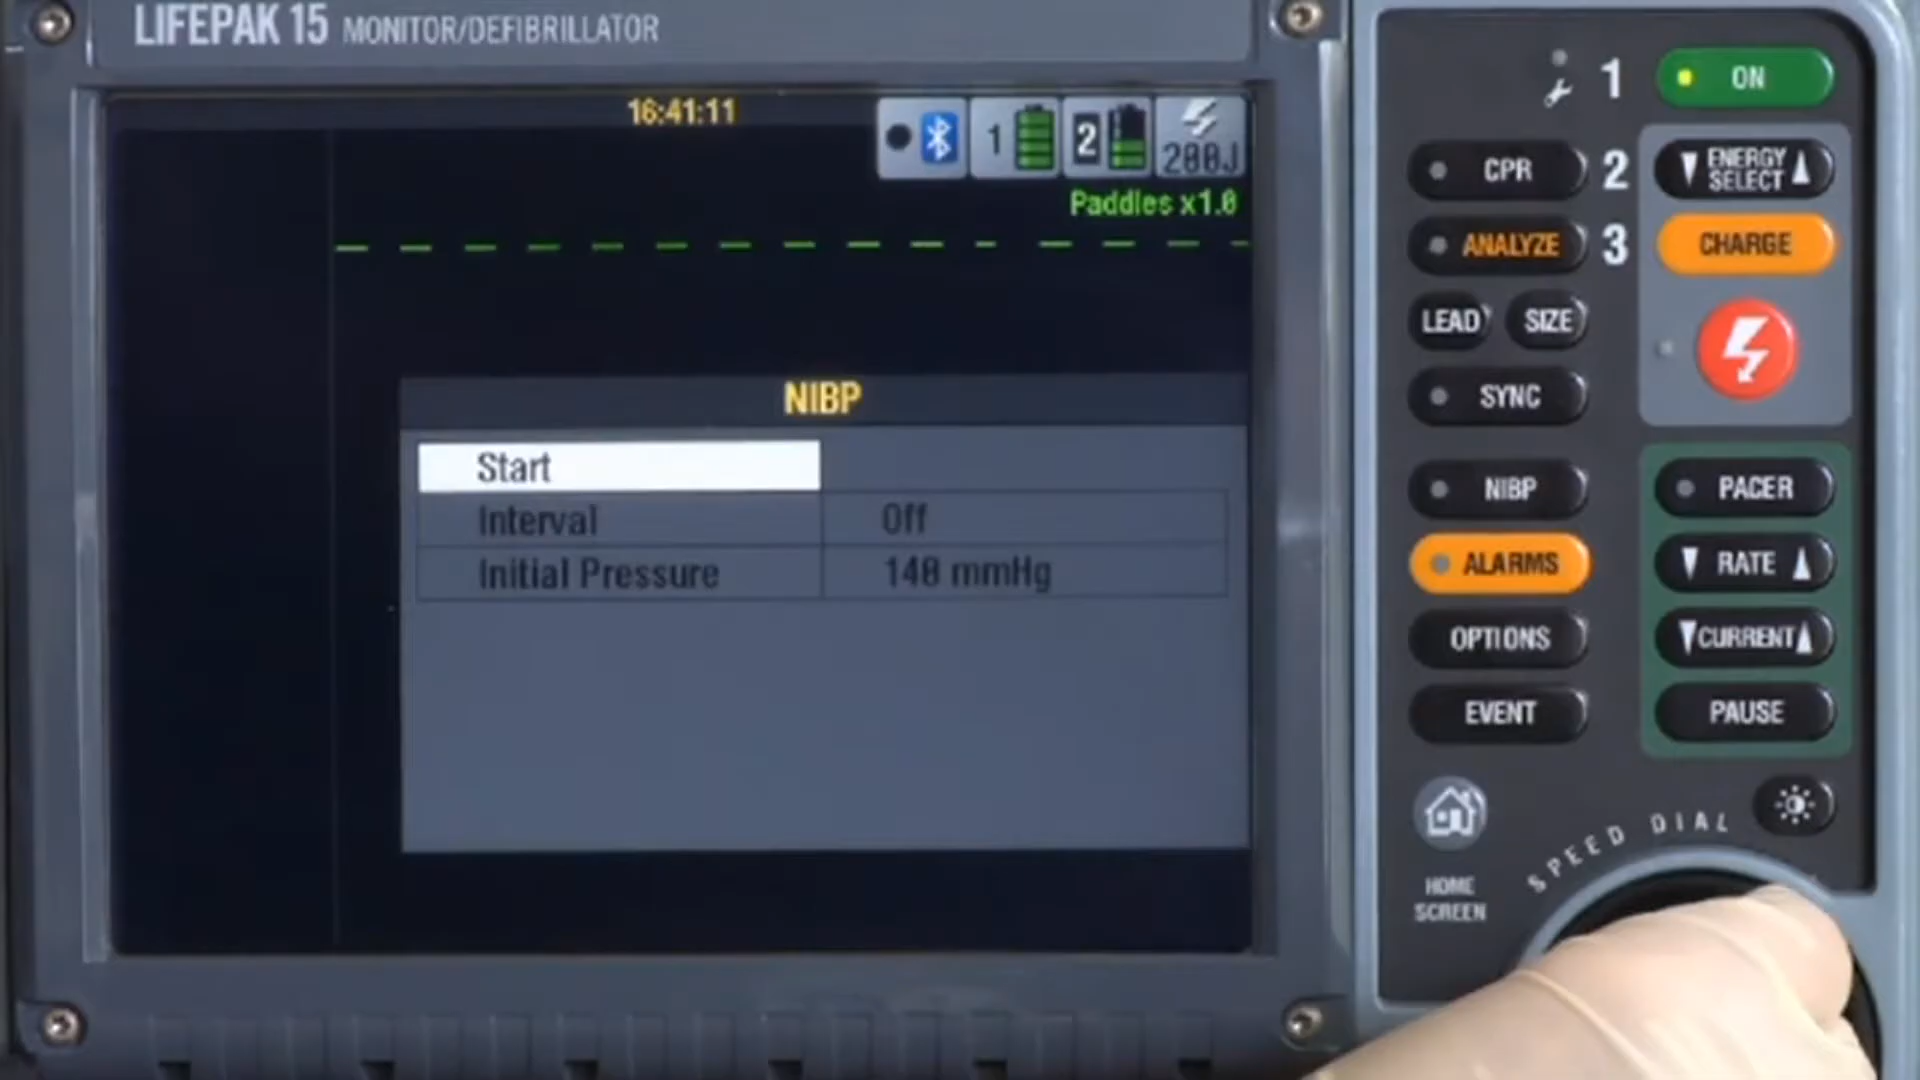 LIFEPAK 15 MONITOR/DEFIBRILLATOR
16:41:11
1
2
200J
Paddles x1.0
NIBP
Start
Interval Off
Initial Pressure 140 mmHg
1 ON
CPR 2 ENERGY SELECT
ANALYZE 3 CHARGE
LEAD SIZE
SYNC
NIBP PACER
ALARMS RATE
OPTIONS CURRENT
EVENT PAUSE
SPEED DIAL
HOME
SCREEN